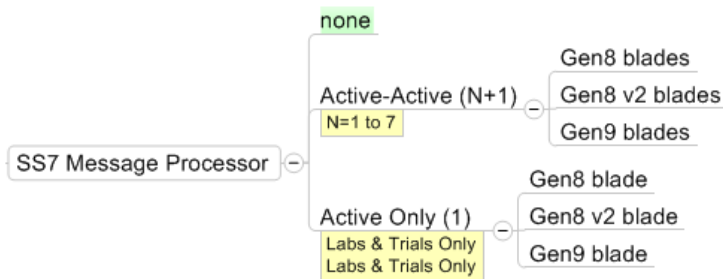 none
Gen8 blades
Active-Active (N+1)
Gen8 v2 blades
N=1 to 7
Gen9 blades
SS7 Message Processor
Gen8 blade
Active Only (1)
Gen8 v2 blade
Labs & Trials Only
Labs & Trials Only
Gen9 blade